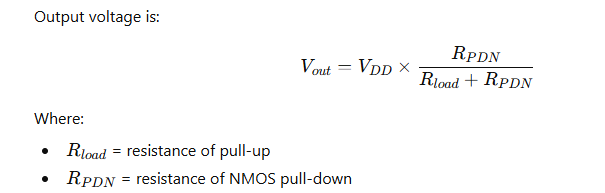 Output voltage is:
V_out = V_DD × R_PDN / (R_load + R_PDN)
Where:
• R_load = resistance of pull-up
• R_PDN = resistance of NMOS pull-down